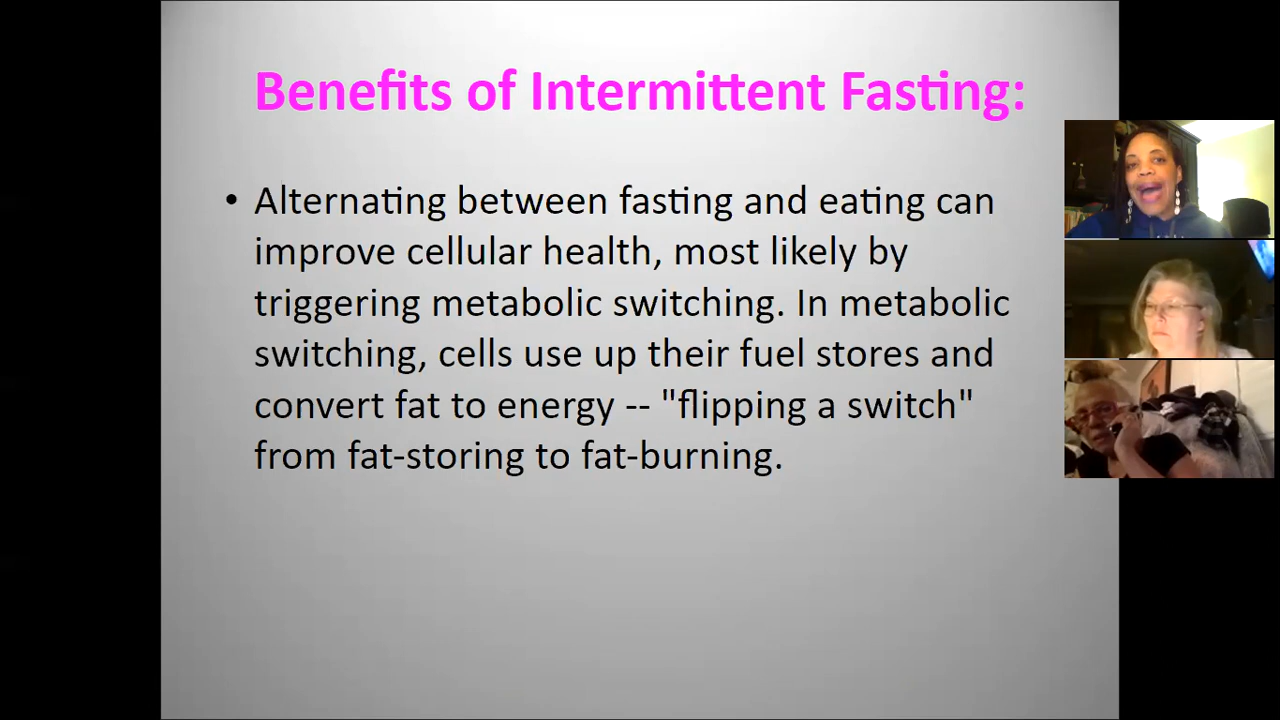 Benefits of Intermittent Fasting:
• Alternating between fasting and eating can
improve cellular health, most likely by
triggering metabolic switching. In metabolic
switching, cells use up their fuel stores and
convert fat to energy -- "flipping a switch"
from fat-storing to fat-burning.